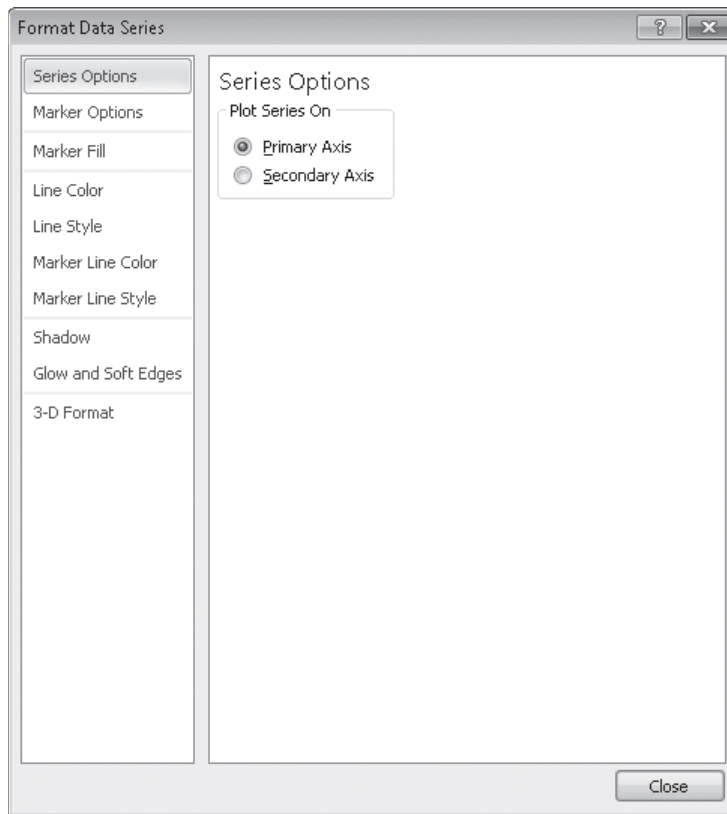 Format Data Series
Series Options
Marker Options
Marker Fill
Line Color
Line Style
Marker Line Color
Marker Line Style
Shadow
Glow and Soft Edges
3-D Format
Series Options
Plot Series On
Primary Axis
Secondary Axis
Close